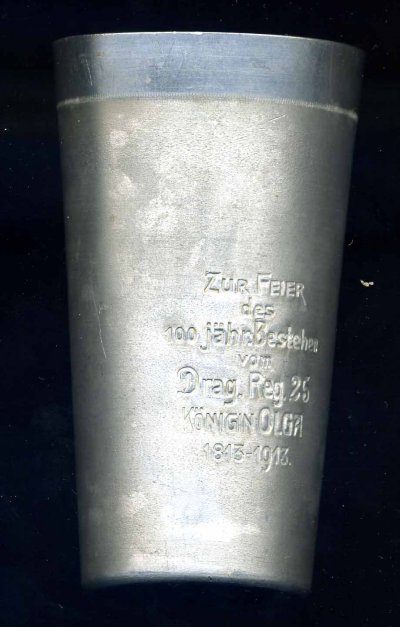 ZUR FEIER
des
100 jähr. Bestehen
vom
Drag. Reg. 25
KÖNIGIN OLGA
1813-1913.